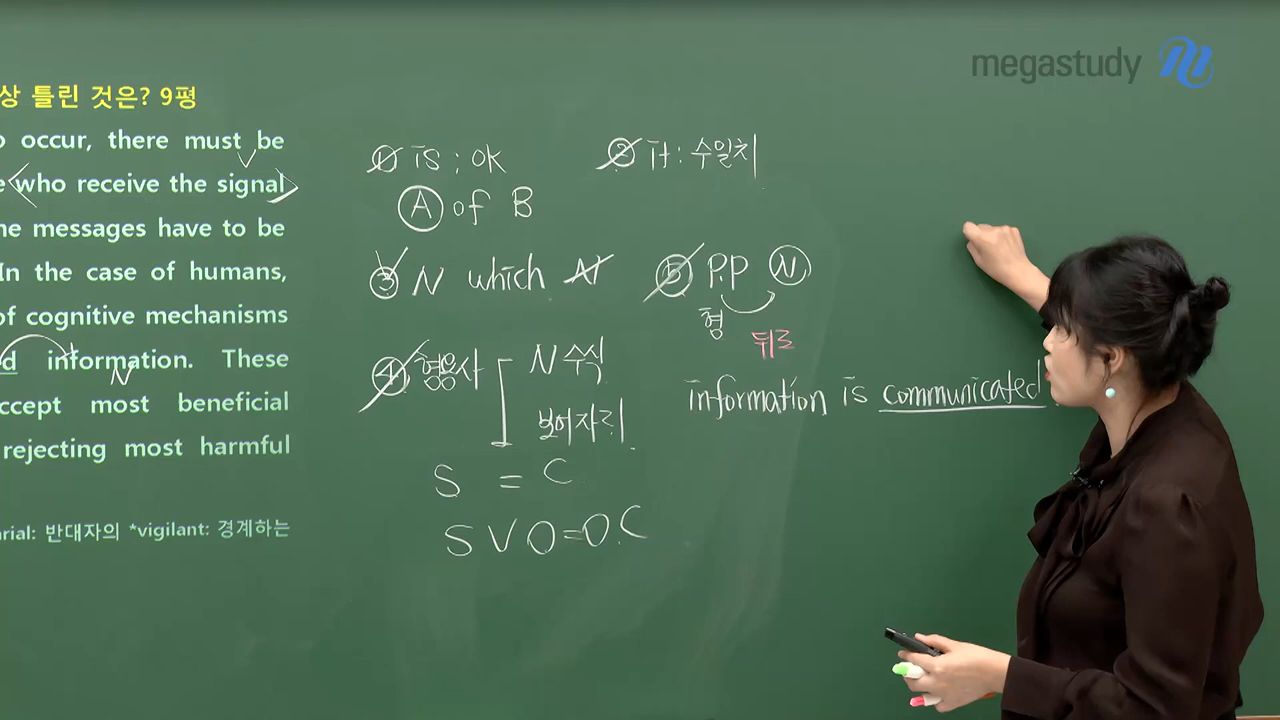 megastudy
상 틀린 것은? 9평
o occur, there must be
e who receive the signal
ne messages have to be
In the case of humans,
of cognitive mechanisms
d information. These
N
ccept most beneficial
rejecting most harmful
arial: 반대자의 *vigilant: 경계하는
① is : ok
A of B
② it : 수일치
③ N which N
⑤ P.P N
형
뒤로
④ 형용사
N 수식
보어자리
S = C
S V O = O.C
information is communicated